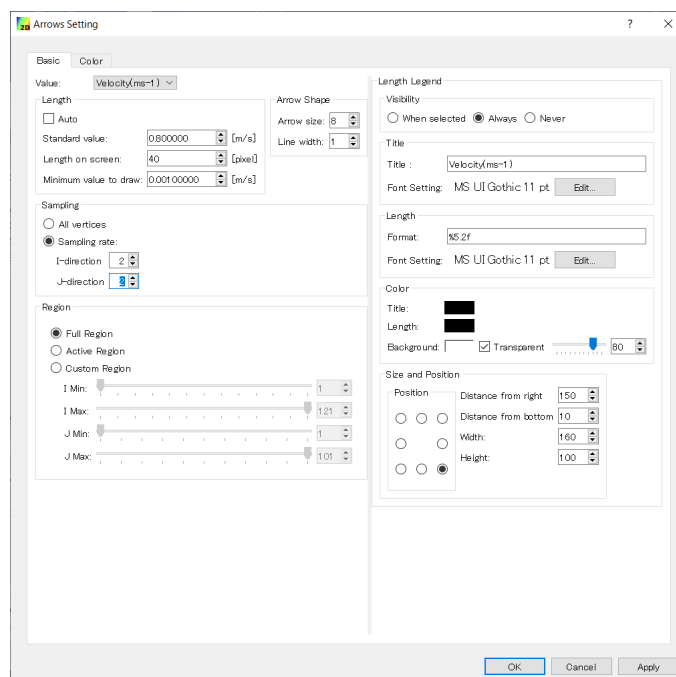 2D Arrows Setting ? ×
Basic Color
Value: Velocity(ms-1)
Length
Auto
Standard value: 0.800000 [m/s]
Length on screen: 40 [pixel]
Minimum value to draw: 0.00100000 [m/s]
Arrow Shape
Arrow size: 8
Line width: 1
Sampling
All vertices
Sampling rate:
I-direction 2
J-direction 2
Region
Full Region
Active Region
Custom Region
I Min: 1
I Max: 121
J Min: 1
J Max: 101
Length Legend
Visibility
When selected Always Never
Title
Title : Velocity(ms-1)
Font Setting: MS UI Gothic 11 pt Edit...
Length
Format: %5.2f
Font Setting: MS UI Gothic 11 pt Edit...
Color
Title:
Length:
Background: Transparent 80
Size and Position
Position
Distance from right 150
Distance from bottom 10
Width: 160
Height: 100
OK Cancel Apply